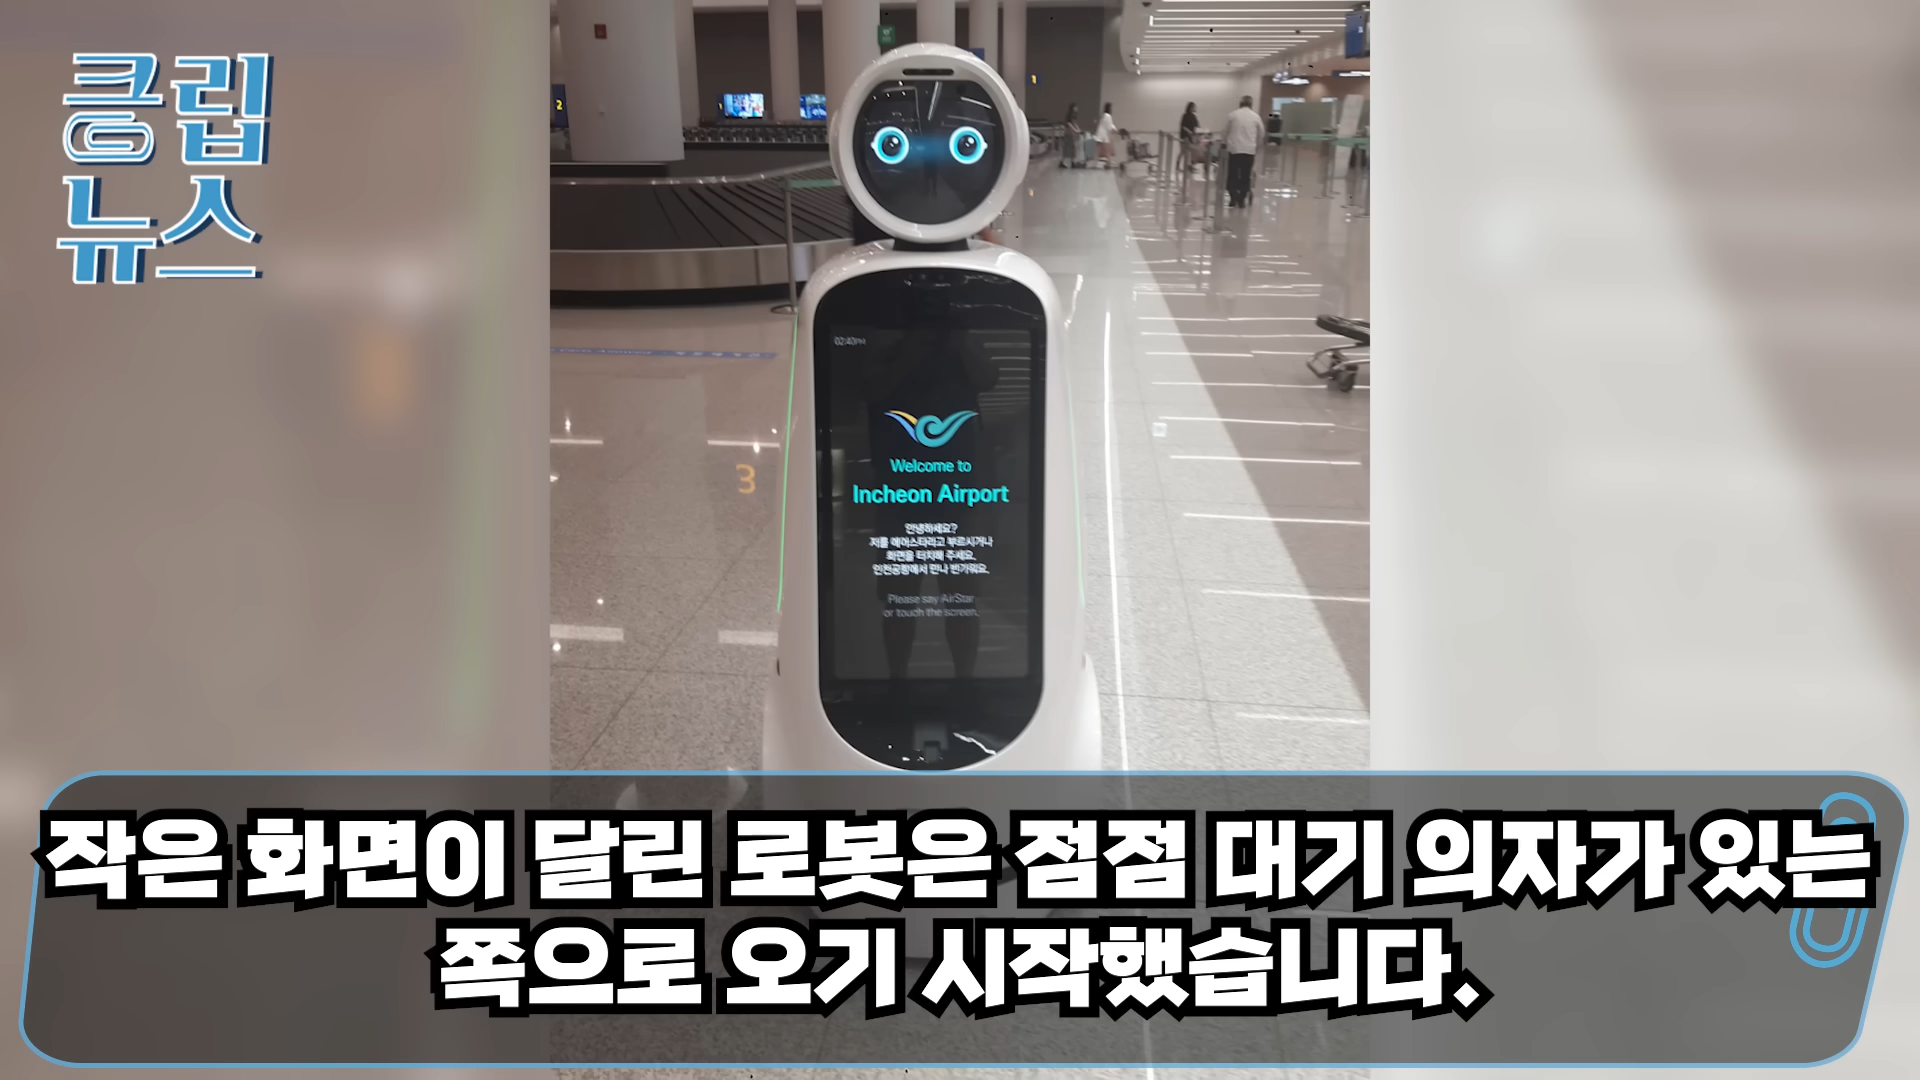 클립
뉴스
2
02:40PM
3
Welcome to
Incheon Airport
안녕하세요?
저를 에어스타라고 부르시거나
화면을 터치해 주세요.
인천공항에서 만나 반가워요.
Please say AirStar
or touch the screen.
작은 화면이 달린 로봇은 점점 대기 의자가 있는
쪽으로 오기 시작했습니다.